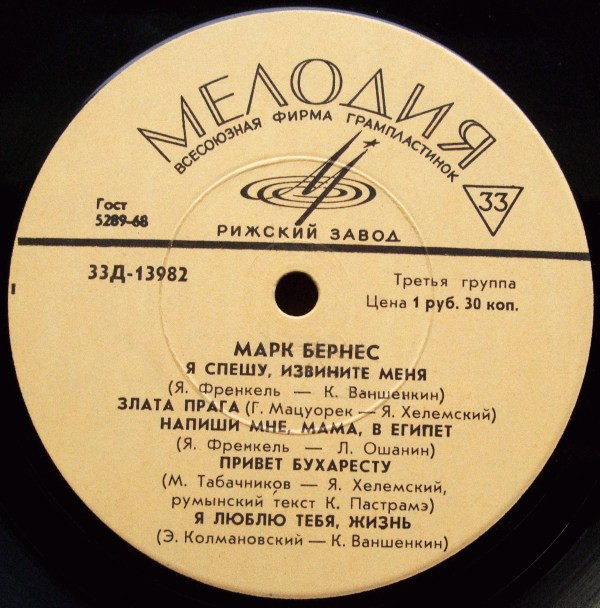 МЕЛОДИЯ
ВСЕСОЮЗНАЯ ФИРМА ГРАМПЛАСТИНОК
33
Гост
5289-68
РИЖСКИЙ ЗАВОД
33Д-13982
Третья группа
Цена 1 руб. 30 коп.
МАРК БЕРНЕС
Я СПЕШУ, ИЗВИНИТЕ МЕНЯ
(Я. Френкель — К. Ваншенкин)
ЗЛАТА ПРАГА (Г. Мацуорек — Я. Хелемский)
НАПИШИ МНЕ, МАМА, В ЕГИПЕТ
(Я. Френкель — Л. Ошанин)
ПРИВЕТ БУХАРЕСТУ
(М. Табачников — Я. Хелемский,
румынский текст К. Пастрамэ)
Я ЛЮБЛЮ ТЕБЯ, ЖИЗНЬ
(Э. Колмановский — К. Ваншенкин)